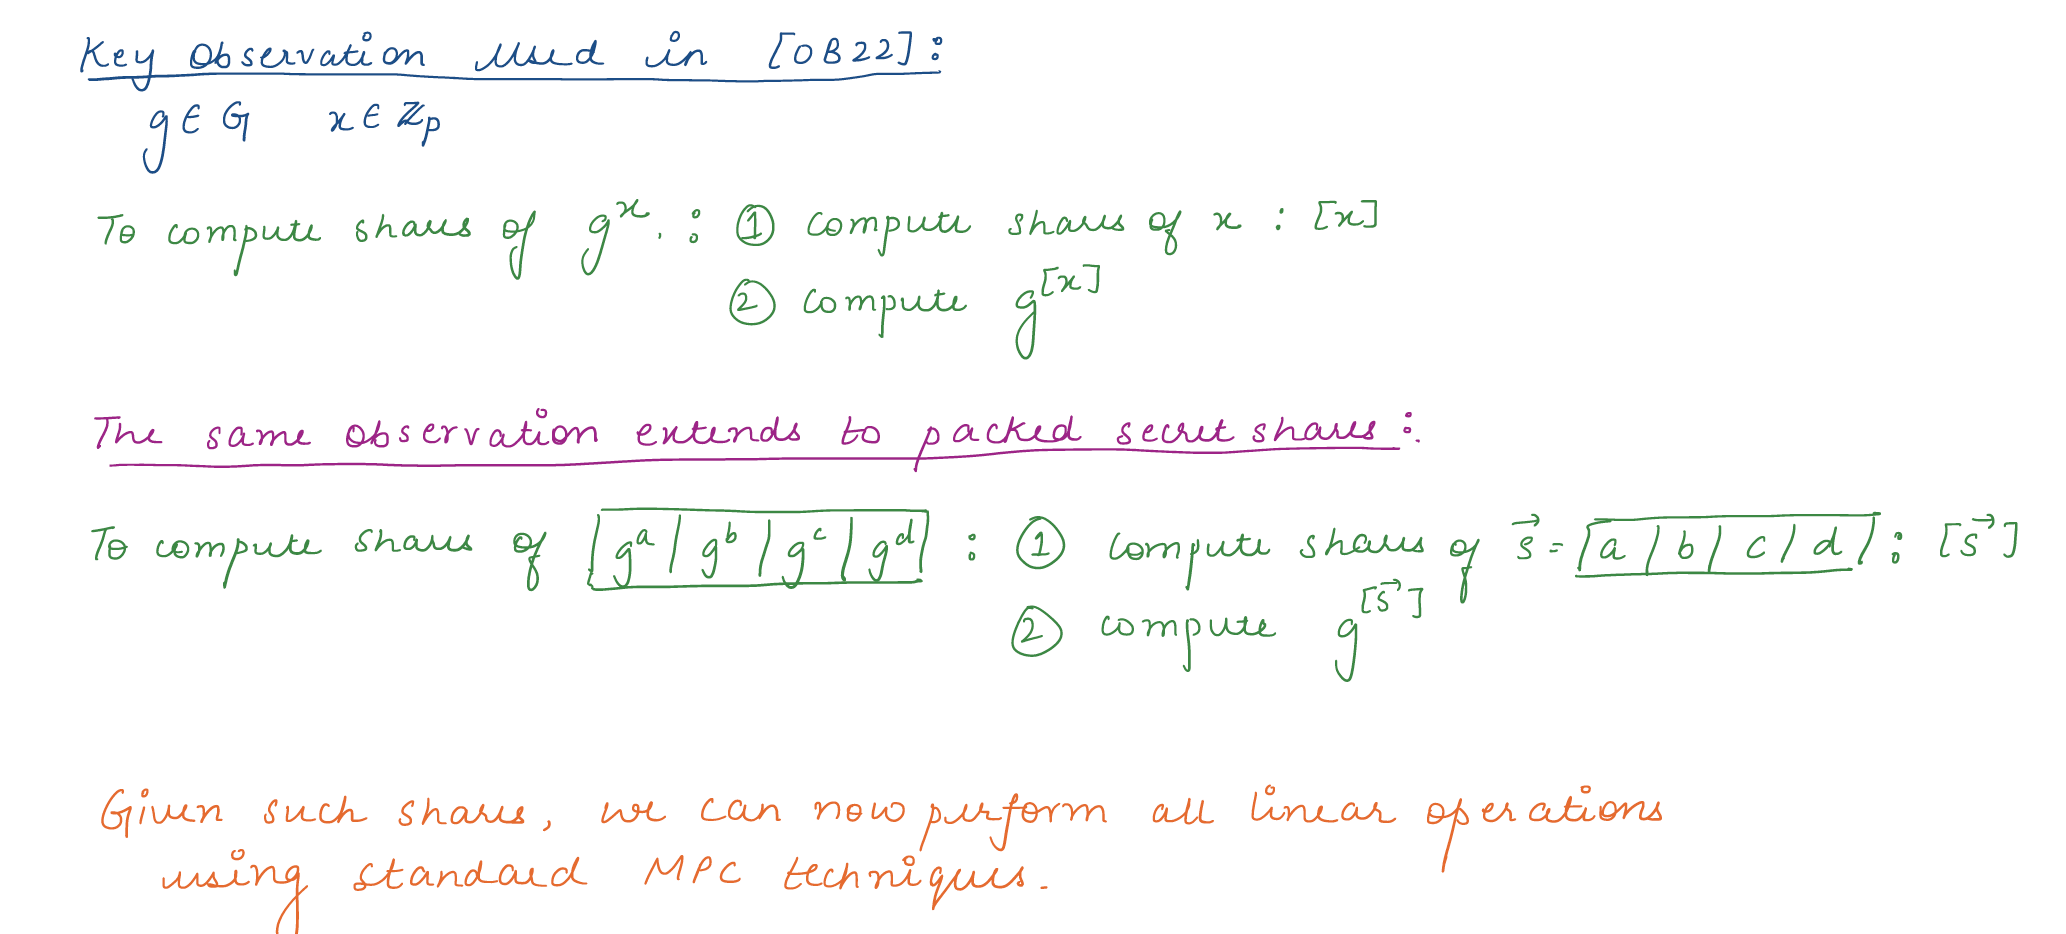 Key Observation Used in [OB22]:
g ∈ G x ∈ ℤp
To compute shares of g^x. : ① compute shares of x : [x]
② compute g^[x]
The same observation extends to packed secret shares :.
To compute shares of |g^a | g^b | g^c | g^d| : ① compute shares of s⃗ = |a | b | c | d| : [s⃗]
② compute g^[s⃗]
Given such shares, we can now perform all linear operations
using standard MPC techniques.